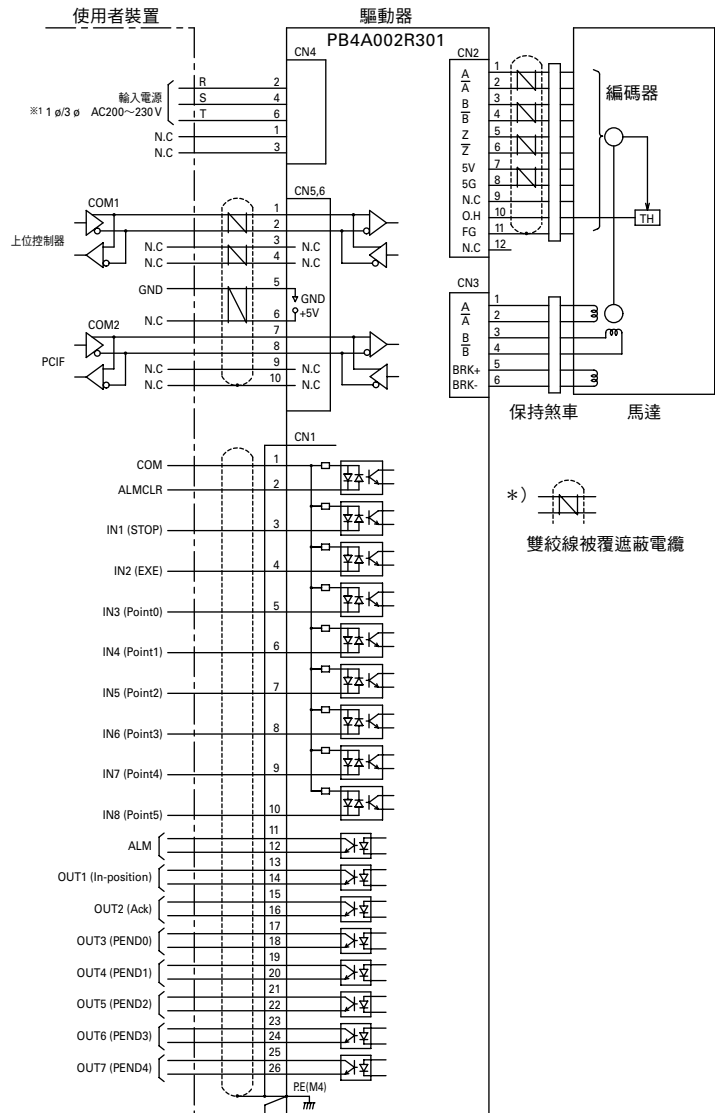 使用者裝置
驅動器
PB4A002R301
CN4
輸入電源
※1 1 ø/3 ø AC200～230 V
R 2
S 4
T 6
N.C 1
N.C 3
CN5,6
上位控制器
COM1
1
2
N.C 3 N.C
N.C 4 N.C
GND 5 GND
N.C 6 +5V
PCIF
COM2
7
8
N.C 9 N.C
N.C 10 N.C
CN2
A 1
A̅ 2
B 3
B̅ 4
Z 5
Z̅ 6
5V 7
5G 8
N.C 9
O.H 10
FG 11
N.C 12
編碼器
TH
CN3
A 1
A̅ 2
B 3
B̅ 4
BRK+ 5
BRK- 6
保持煞車
馬達
*)
雙絞線被覆遮蔽電纜
CN1
COM 1
ALMCLR 2
IN1 (STOP) 3
IN2 (EXE) 4
IN3 (Point0) 5
IN4 (Point1) 6
IN5 (Point2) 7
IN6 (Point3) 8
IN7 (Point4) 9
IN8 (Point5) 10
ALM 11
12
OUT1 (In-position) 13
14
OUT2 (Ack) 15
16
OUT3 (PEND0) 17
18
OUT4 (PEND1) 19
20
OUT5 (PEND2) 21
22
OUT6 (PEND3) 23
24
OUT7 (PEND4) 25
26
P.E(M4)